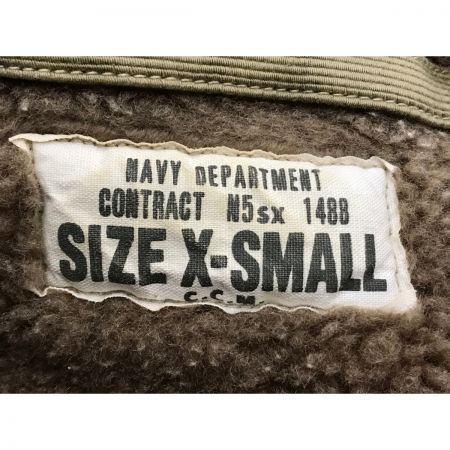 NAVY DEPARTMENT
CONTRACT N5sx 1488
SIZE X-SMALL
C.C.M.